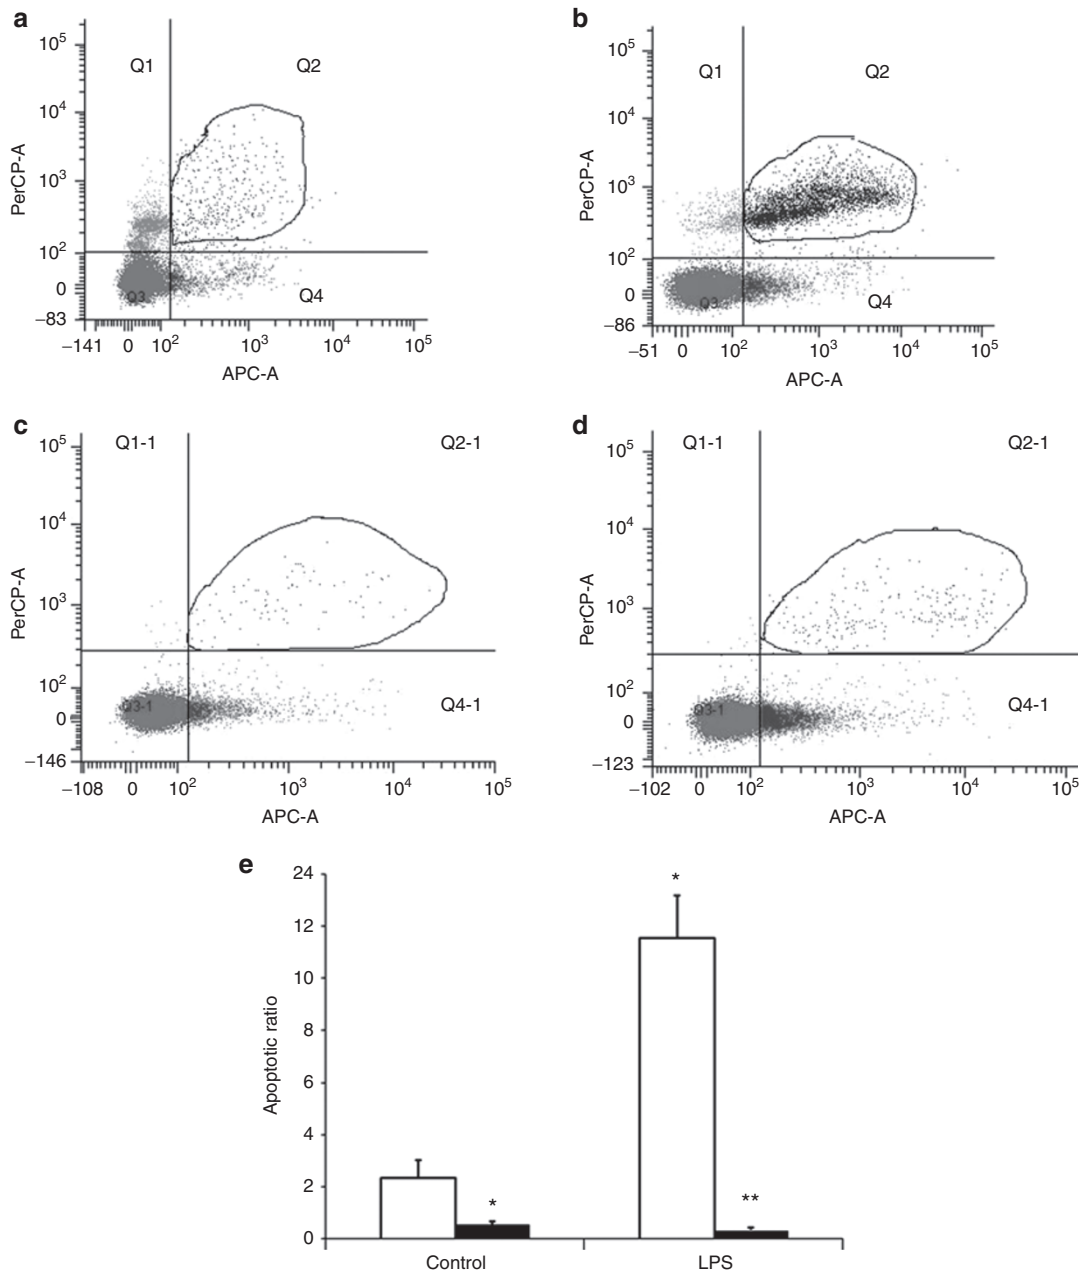 a
Q1
Q2
10^5
10^4
10^3
10^2
0
−83
PerCP-A
Q3
Q4
−141 0 10^2 10^3 10^4 10^5
APC-A
b
Q1
Q2
10^5
10^4
10^3
10^2
0
−86
PerCP-A
Q3
Q4
−51 0 10^2 10^3 10^4 10^5
APC-A
c
Q1-1
Q2-1
10^5
10^4
10^3
10^2
0
−146
PerCP-A
Q3-1
Q4-1
−108 0 10^2 10^3 10^4 10^5
APC-A
d
Q1-1
Q2-1
10^5
10^4
10^3
10^2
0
−123
PerCP-A
Q3-1
Q4-1
−102 0 10^2 10^3 10^4 10^5
APC-A
e
24
12
10
8
6
4
2
0
Apoptotic ratio
*
*
**
Control
LPS